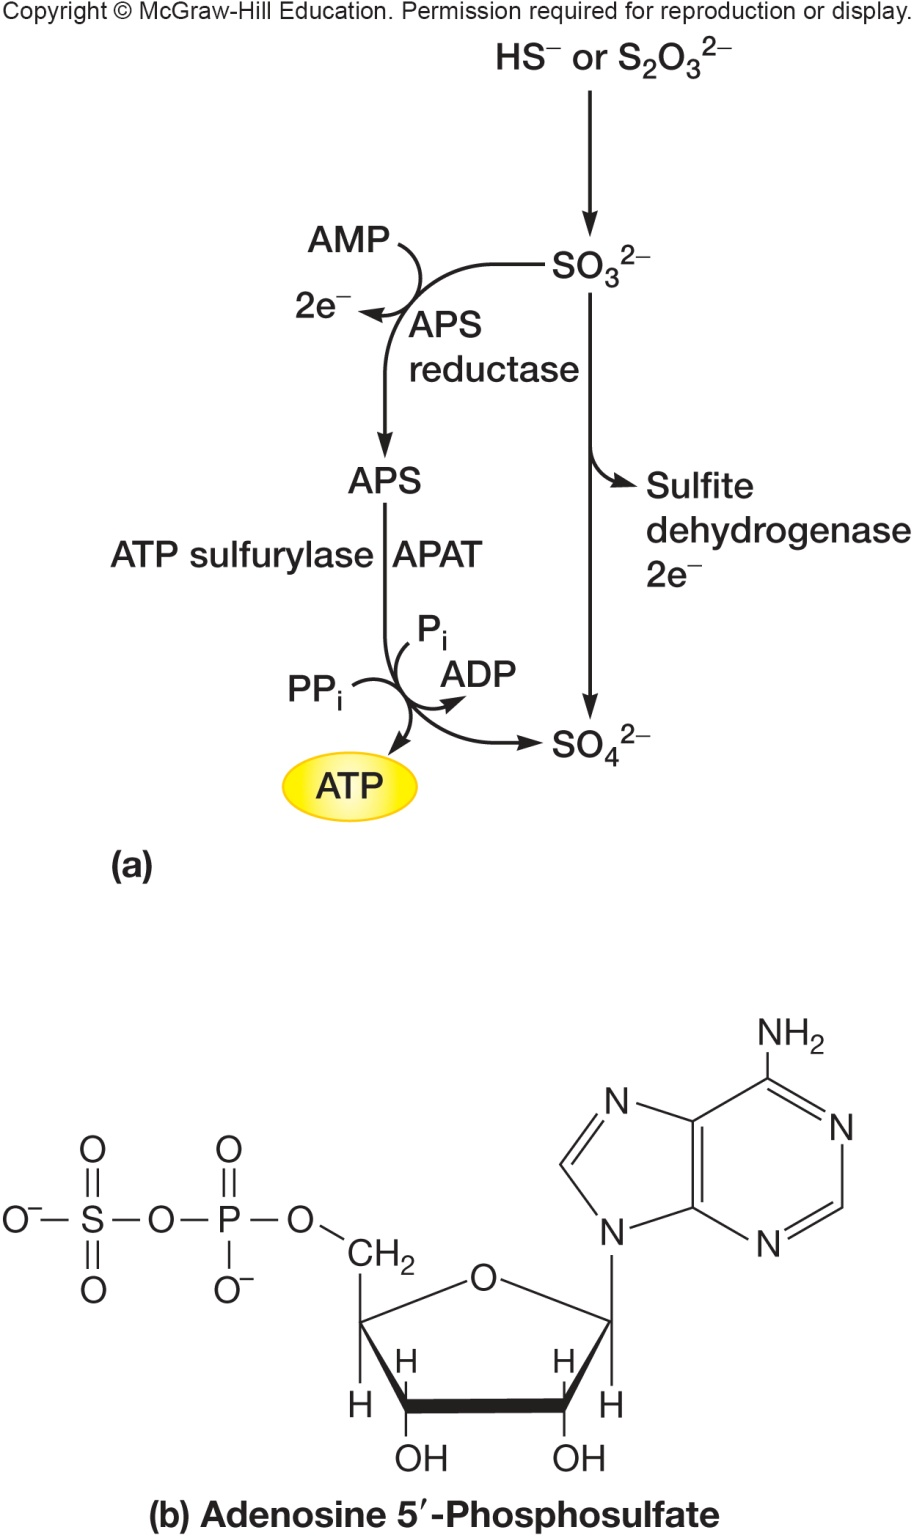 Copyright © McGraw-Hill Education. Permission required for reproduction or display.
HS⁻ or S₂O₃²⁻
AMP
SO₃²⁻
2e⁻
APS
reductase
APS
Sulfite
dehydrogenase
2e⁻
ATP sulfurylase
APAT
Pᵢ
ADP
PPᵢ
SO₄²⁻
ATP
(a)
NH₂
N
N
O
O
O⁻
S
O
P
O
N
N
CH₂
O
O⁻
O
H
H
H
H
OH
OH
(b) Adenosine 5′-Phosphosulfate